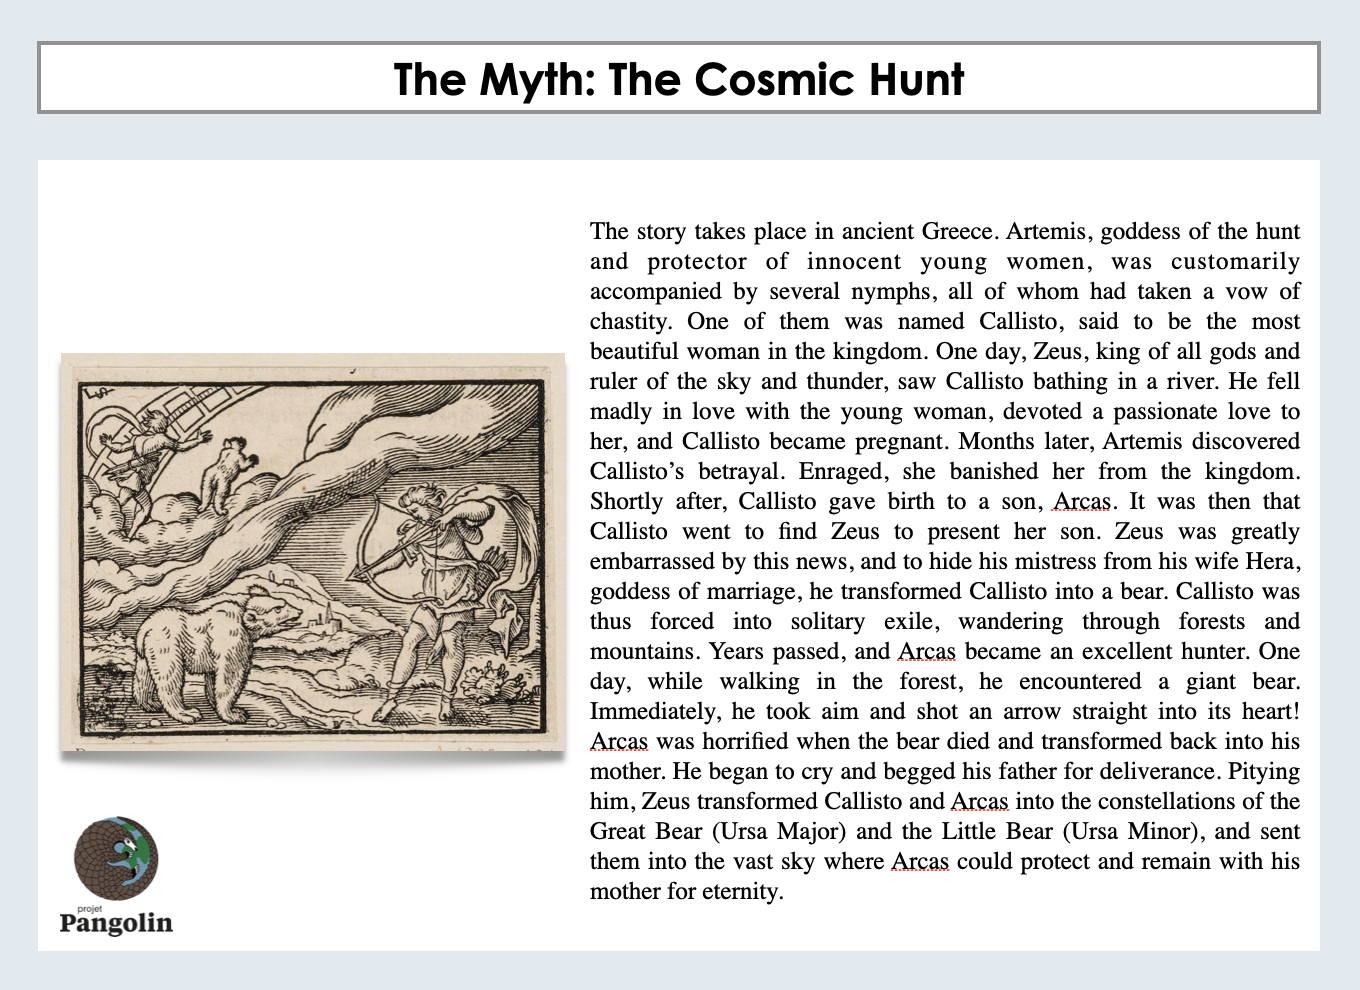 The Myth: The Cosmic Hunt
The story takes place in ancient Greece. Artemis, goddess of the hunt
and protector of innocent young women, was customarily
accompanied by several nymphs, all of whom had taken a vow of
chastity. One of them was named Callisto, said to be the most
beautiful woman in the kingdom. One day, Zeus, king of all gods and
ruler of the sky and thunder, saw Callisto bathing in a river. He fell
madly in love with the young woman, devoted a passionate love to
her, and Callisto became pregnant. Months later, Artemis discovered
Callisto’s betrayal. Enraged, she banished her from the kingdom.
Shortly after, Callisto gave birth to a son, Arcas. It was then that
Callisto went to find Zeus to present her son. Zeus was greatly
embarrassed by this news, and to hide his mistress from his wife Hera,
goddess of marriage, he transformed Callisto into a bear. Callisto was
thus forced into solitary exile, wandering through forests and
mountains. Years passed, and Arcas became an excellent hunter. One
day, while walking in the forest, he encountered a giant bear.
Immediately, he took aim and shot an arrow straight into its heart!
Arcas was horrified when the bear died and transformed back into his
mother. He began to cry and begged his father for deliverance. Pitying
him, Zeus transformed Callisto and Arcas into the constellations of the
Great Bear (Ursa Major) and the Little Bear (Ursa Minor), and sent
them into the vast sky where Arcas could protect and remain with his
mother for eternity.
projet
Pangolin